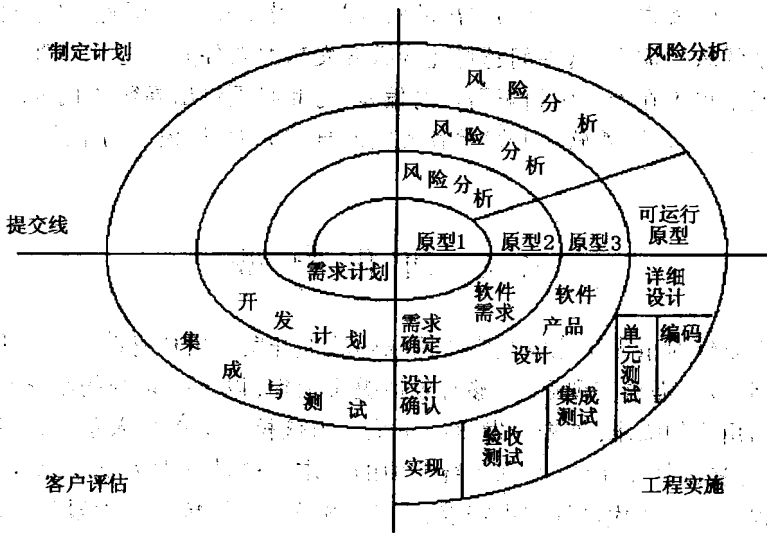 制定计划
风险分析
风险分析
风险分析
风险分析
提交线
原型1
原型2
原型3
可运行
原型
需求计划
开发计划
集成与测试
需求
确定
软件
需求
软件
产品
设计
详细
设计
设计
确认
单元测试
编码
集成
测试
验收
测试
实现
客户评估
工程实施